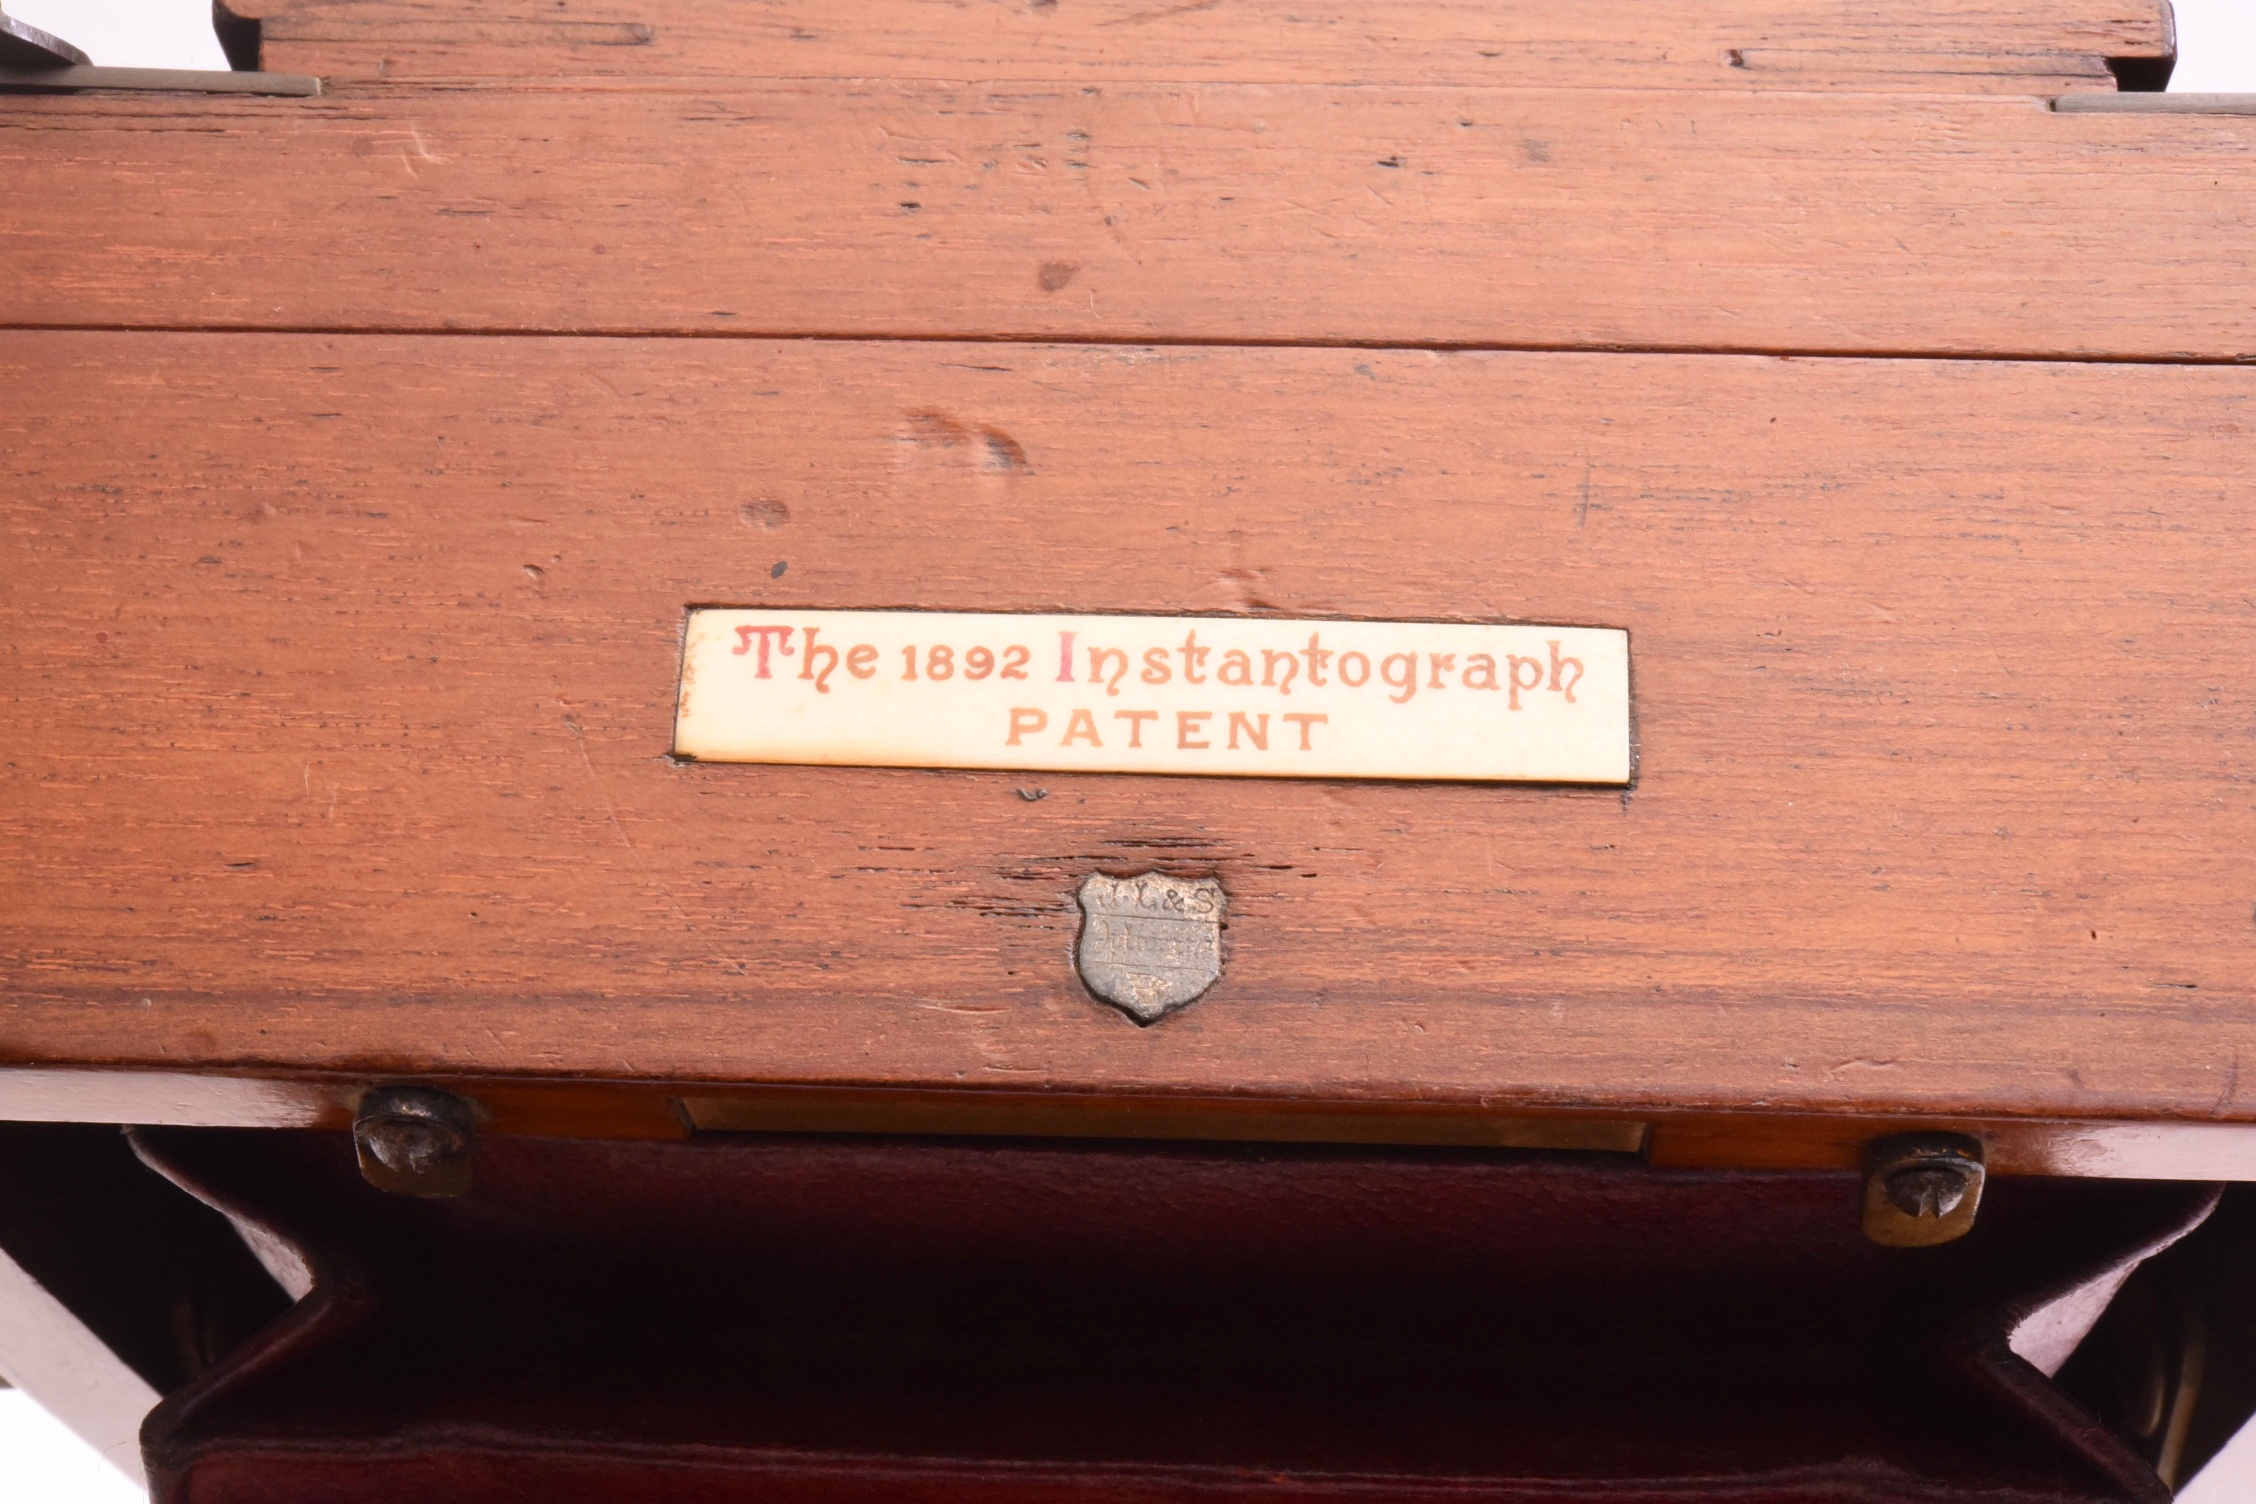 The 1892 Instantograph
PATENT
J. L & S